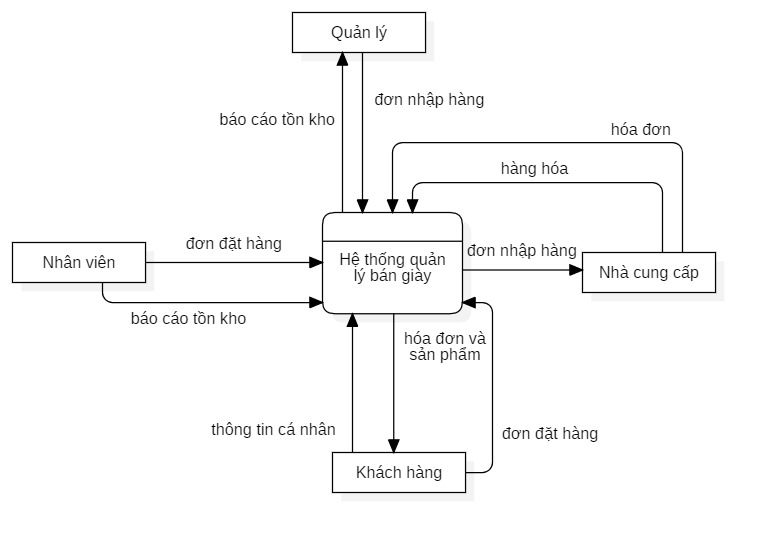 Quản lý
đơn nhập hàng
báo cáo tồn kho
hóa đơn
hàng hóa
đơn đặt hàng
đơn nhập hàng
Nhân viên
Hệ thống quản
lý bán giày
Nhà cung cấp
báo cáo tồn kho
hóa đơn và
sản phẩm
thông tin cá nhân
đơn đặt hàng
Khách hàng